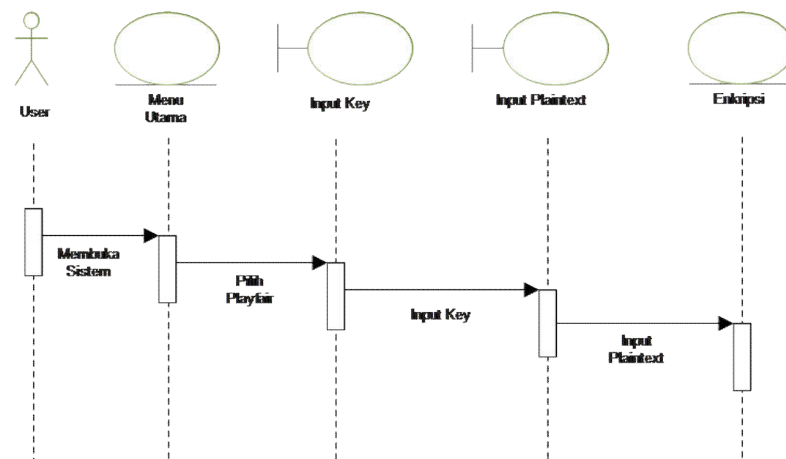 User
Menu
Utama
Input Key
Input Plaintext
Enkripsi
Membuka
Sistem
Pilih
Playfair
Input Key
Input
Plaintext